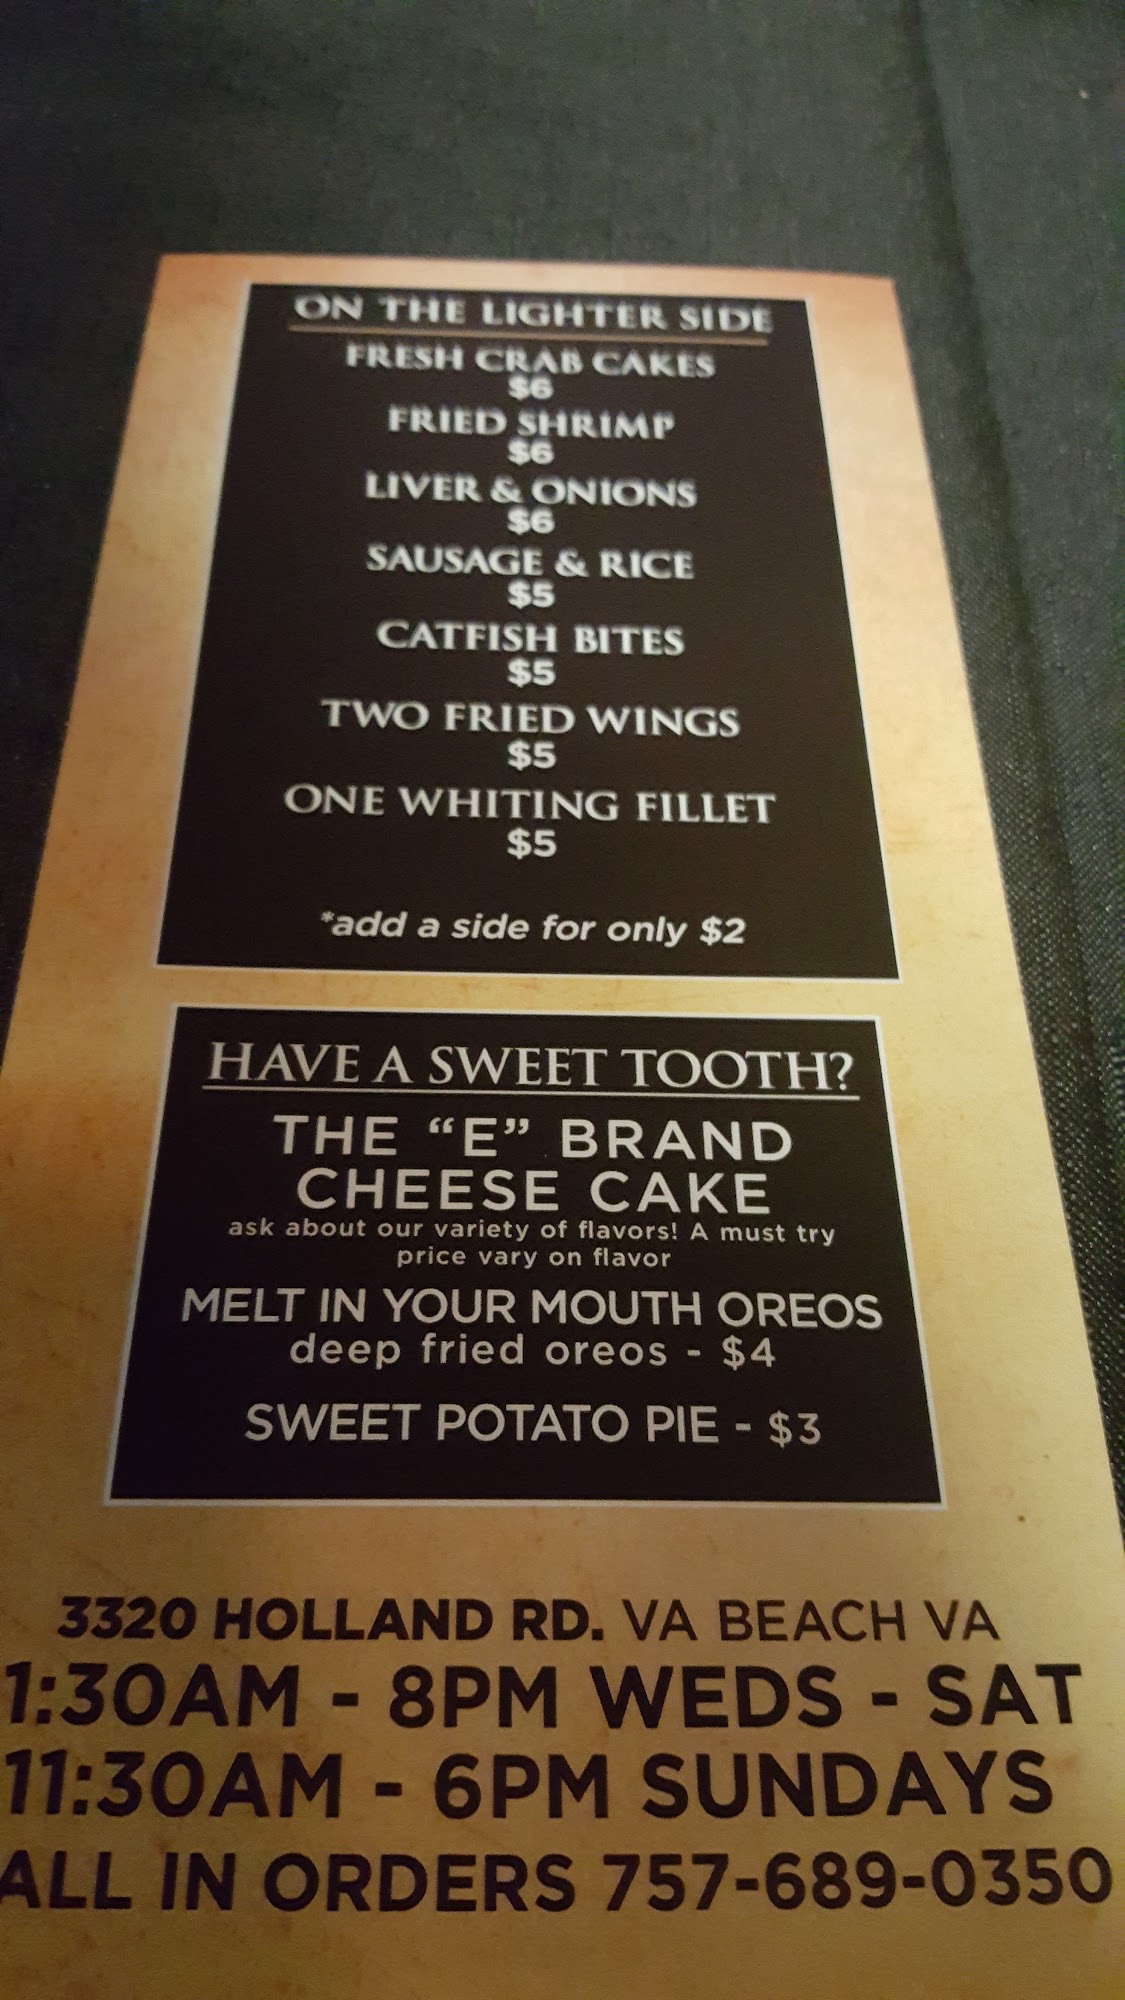 ON THE LIGHTER SIDE
FRESH CRAB CAKES
$6
FRIED SHRIMP
$6
LIVER & ONIONS
$6
SAUSAGE & RICE
$5
CATFISH BITES
$5
TWO FRIED WINGS
$5
ONE WHITING FILLET
$5
*add a side for only $2
HAVE A SWEET TOOTH?
THE “E” BRAND
CHEESE CAKE
ask about our variety of flavors! A must try
price vary on flavor
MELT IN YOUR MOUTH OREOS
deep fried oreos - $4
SWEET POTATO PIE - $3
3320 HOLLAND RD. VA BEACH VA
1:30AM - 8PM WEDS - SAT
11:30AM - 6PM SUNDAYS
ALL IN ORDERS 757-689-0350